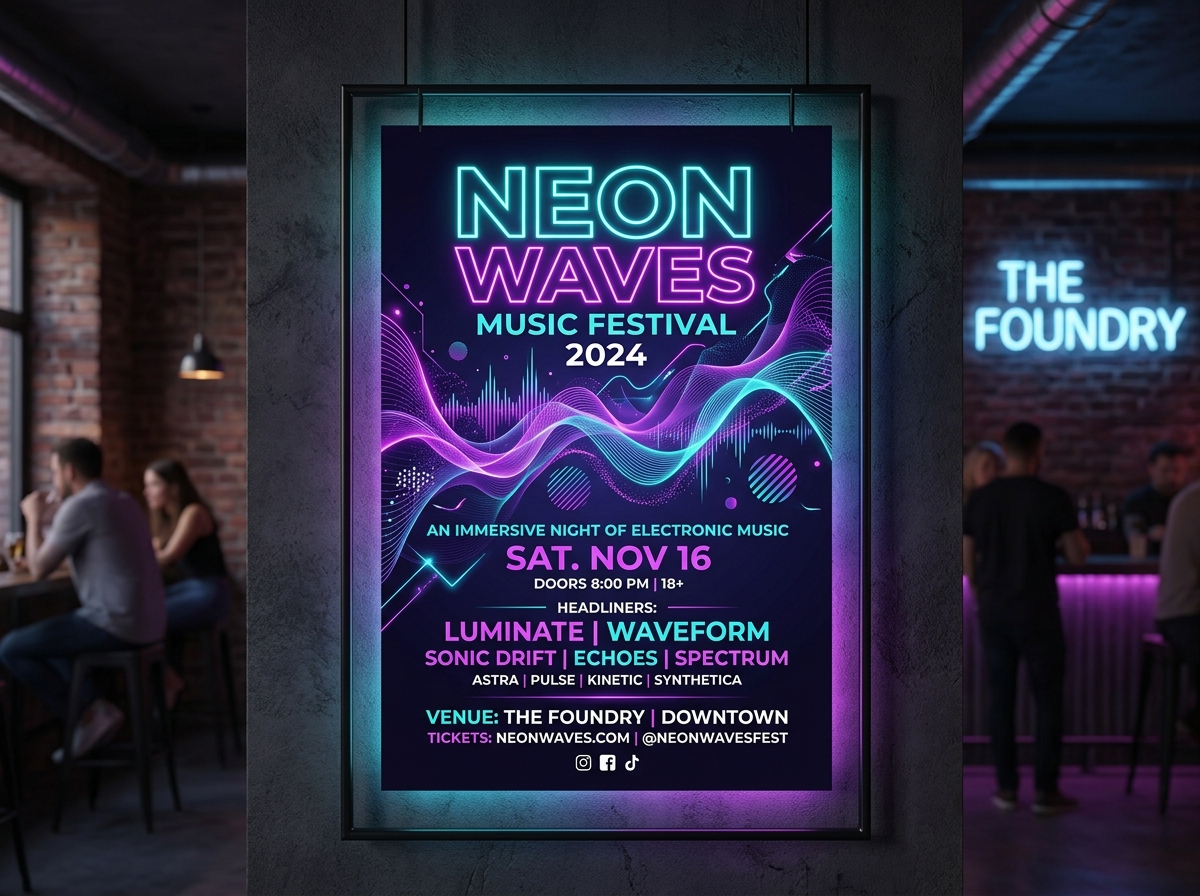 NEON
WAVES
MUSIC FESTIVAL
2024
AN IMMERSIVE NIGHT OF ELECTRONIC MUSIC
SAT. NOV 16
DOORS 8:00 PM | 18+
HEADLINERS:
LUMINATE | WAVEFORM
SONIC DRIFT | ECHOES | SPECTRUM
ASTRA | PULSE | KINETIC | SYNTHETICA
VENUE: THE FOUNDRY | DOWNTOWN
TICKETS: NEONWAVES.COM | @NEONWAVESFEST
THE
FOUNDRY